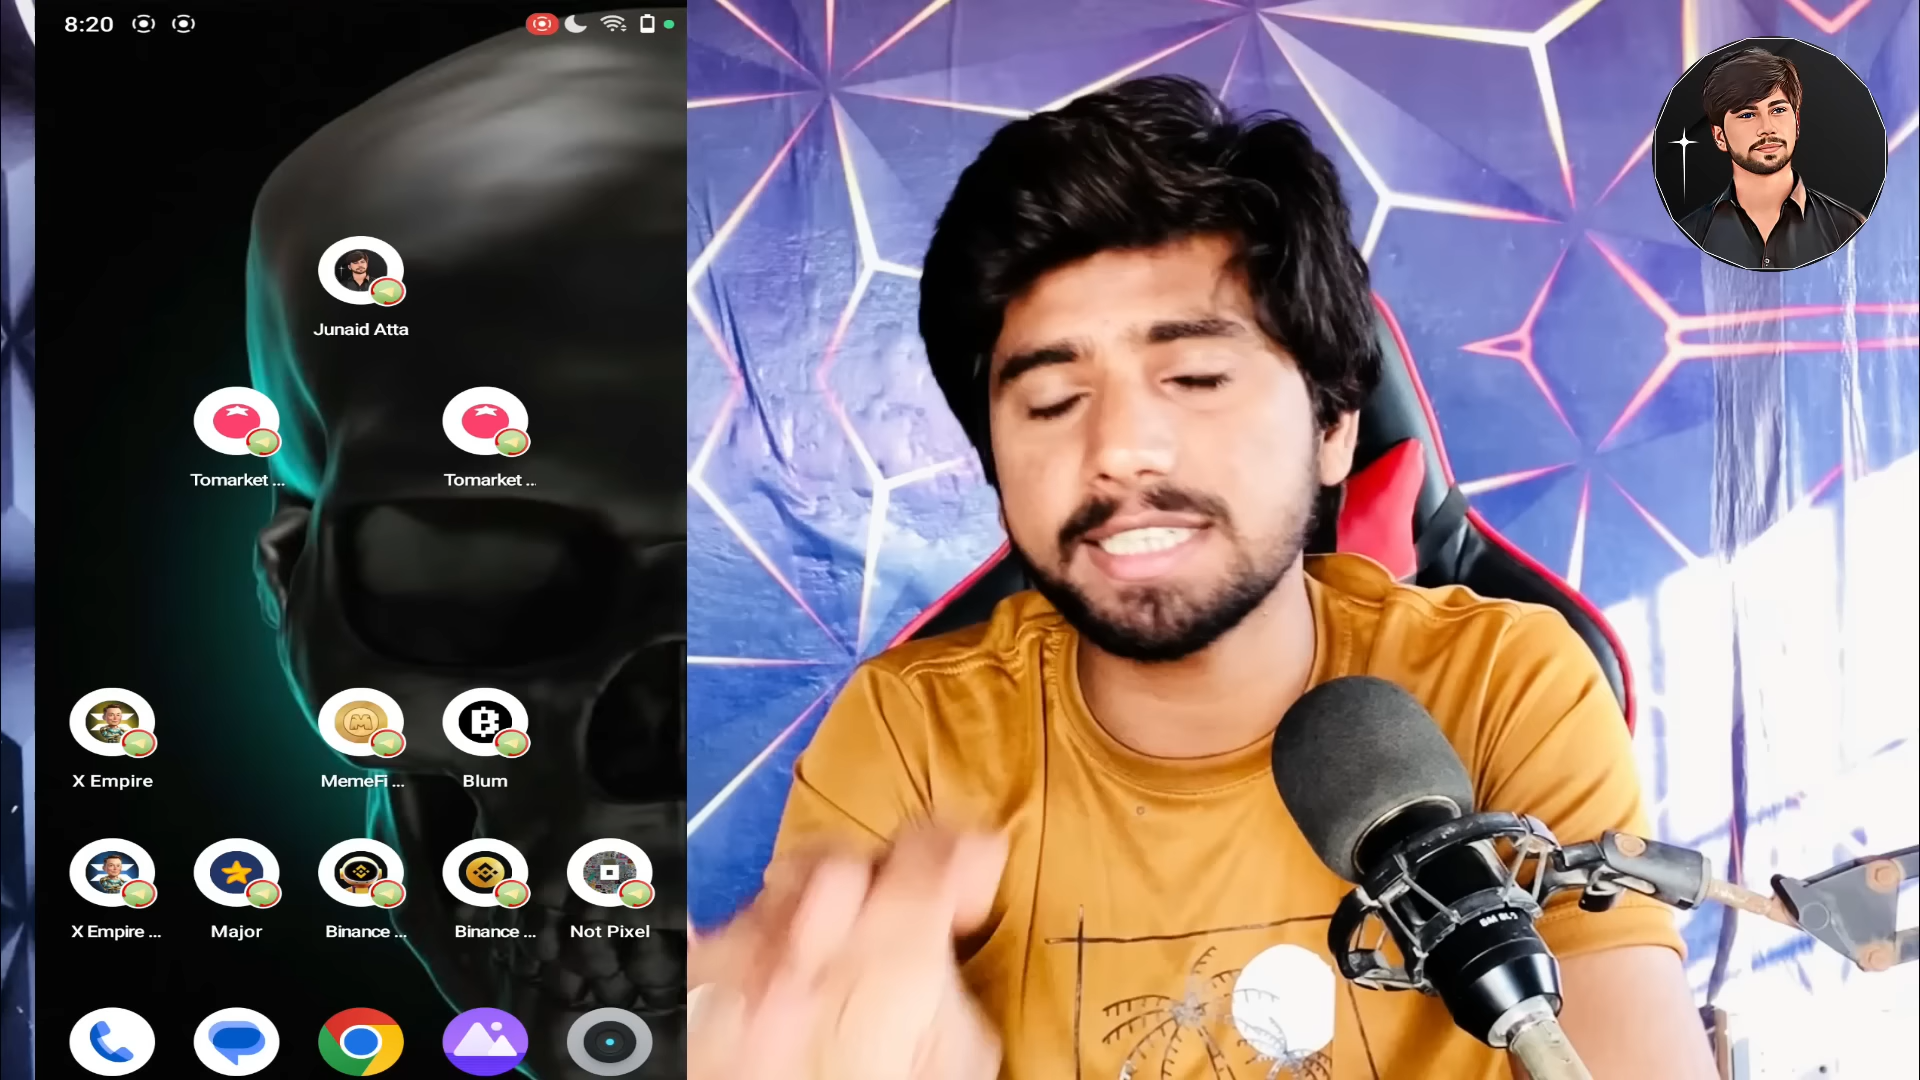 8:20
Junaid Atta
Tomarket ...
Tomarket ...
X Empire
MemeFi ...
Blum
X Empire ...
Major
Binance ...
Binance ...
Not Pixel